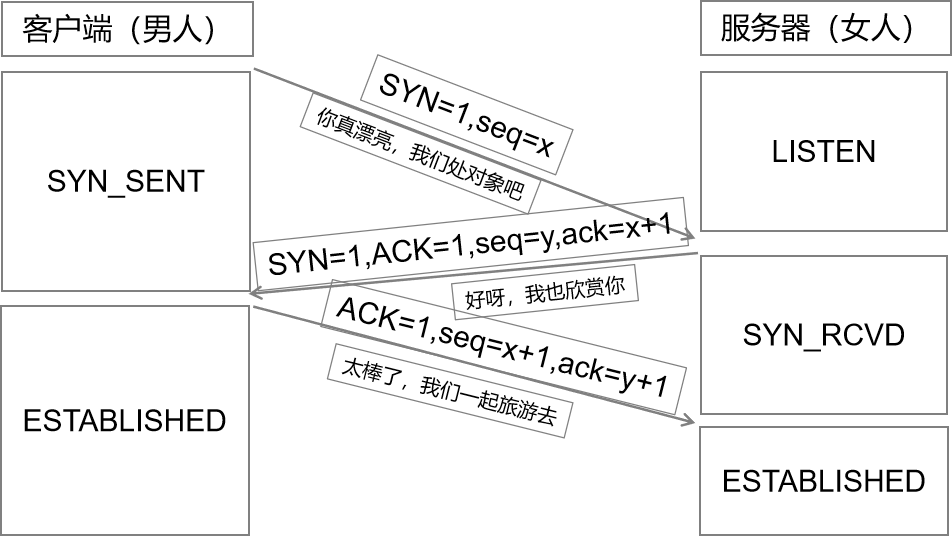 客户端（男人）
服务器（女人）
SYN_SENT
SYN=1,seq=x
你真漂亮，我们处对象吧
LISTEN
SYN=1,ACK=1,seq=y,ack=x+1
好呀，我也欣赏你
SYN_RCVD
ACK=1,seq=x+1,ack=y+1
太棒了，我们一起旅游去
ESTABLISHED
ESTABLISHED